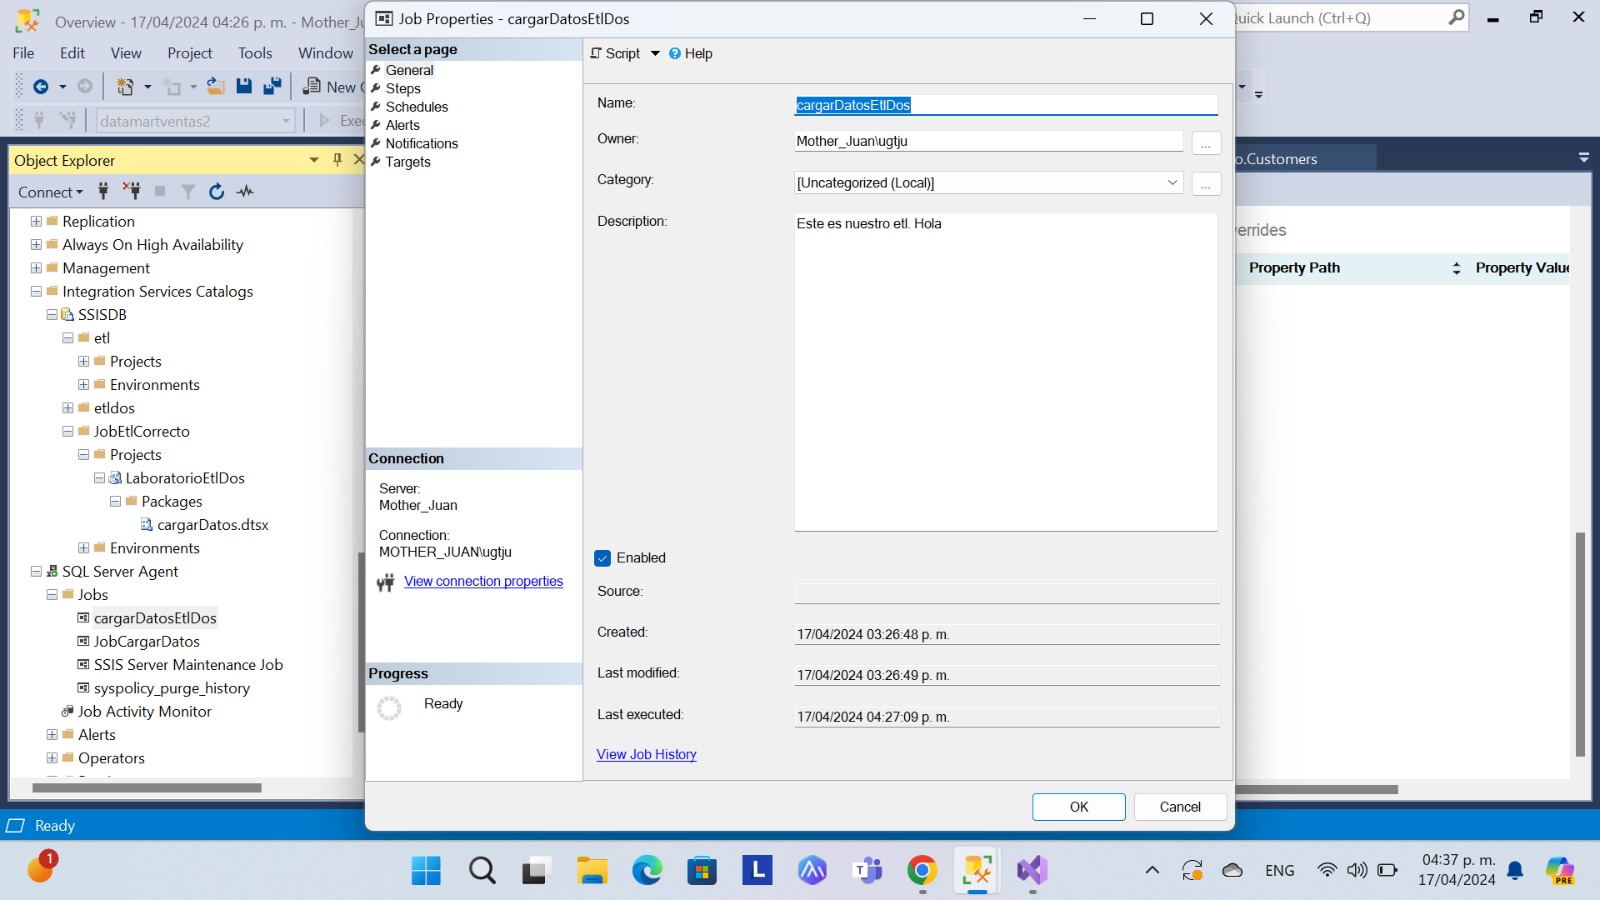 Overview - 17/04/2024 04:26 p. m. - Mother_Ju
Job Properties - cargarDatosEtlDos
Quick Launch (Ctrl+Q)
File Edit View Project Tools Window
New
datamartventas2
Exe
Object Explorer
Connect
Replication
Always On High Availability
Management
Integration Services Catalogs
SSISDB
etl
Projects
Environments
etldos
JobEtlCorrecto
Projects
LaboratorioEtlDos
Packages
cargarDatos.dtsx
Environments
SQL Server Agent
Jobs
cargarDatosEtlDos
JobCargarDatos
SSIS Server Maintenance Job
syspolicy_purge_history
Job Activity Monitor
Alerts
Operators
Ready
Select a page
General
Steps
Schedules
Alerts
Notifications
Targets
Connection
Server:
Mother_Juan
Connection:
MOTHER_JUAN\ugtju
View connection properties
Progress
Ready
Script Help
Name: cargarDatosEtlDos
Owner: Mother_Juan\ugtju ...
Category: [Uncategorized (Local)] ...
Description: Este es nuestro etl. Hola
Enabled
Source:
Created: 17/04/2024 03:26:48 p. m.
Last modified: 17/04/2024 03:26:49 p. m.
Last executed: 17/04/2024 04:27:09 p. m.
View Job History
OK Cancel
o.Customers
verrides
Property Path Property Value
1
L
T
PRE
ENG
04:37 p. m.
17/04/2024